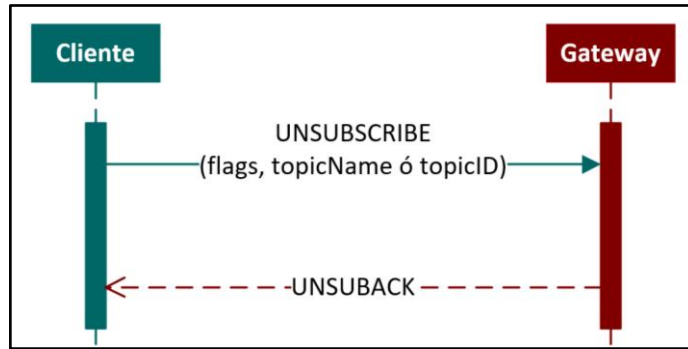 Cliente
Gateway
UNSUBSCRIBE
(flags, topicName ó topicID)
UNSUBACK